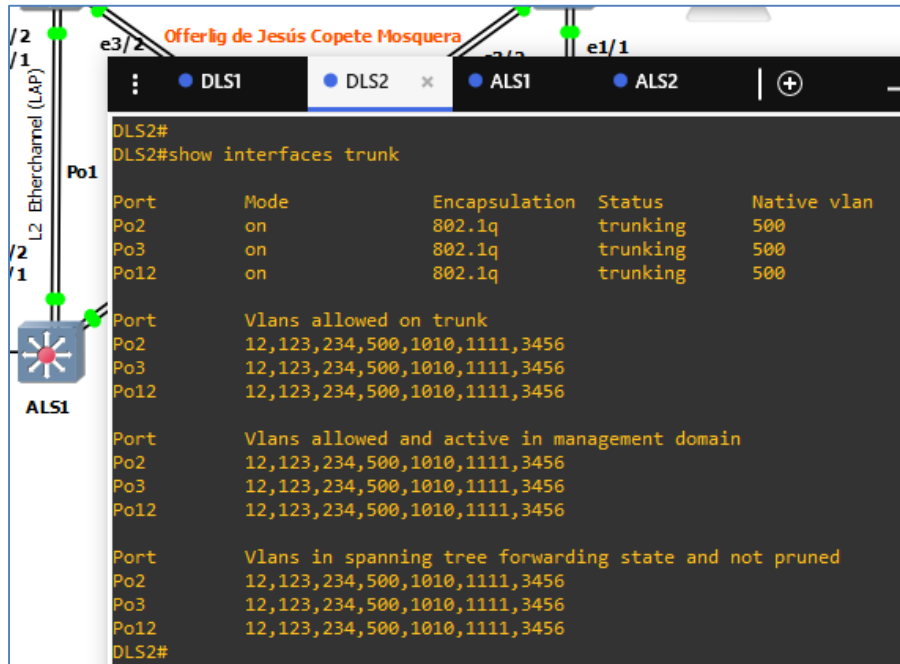 /2
/1
e3/2
Offerlig de Jesús Copete Mosquera
e1/1
L2 Etherchannel (LAP)
Po1
/2
/1
ALS1
DLS1 DLS2 × ALS1 ALS2
DLS2#
DLS2#show interfaces trunk
Port Mode Encapsulation Status Native vlan
Po2 on 802.1q trunking 500
Po3 on 802.1q trunking 500
Po12 on 802.1q trunking 500
Port Vlans allowed on trunk
Po2 12,123,234,500,1010,1111,3456
Po3 12,123,234,500,1010,1111,3456
Po12 12,123,234,500,1010,1111,3456
Port Vlans allowed and active in management domain
Po2 12,123,234,500,1010,1111,3456
Po3 12,123,234,500,1010,1111,3456
Po12 12,123,234,500,1010,1111,3456
Port Vlans in spanning tree forwarding state and not pruned
Po2 12,123,234,500,1010,1111,3456
Po3 12,123,234,500,1010,1111,3456
Po12 12,123,234,500,1010,1111,3456
DLS2#